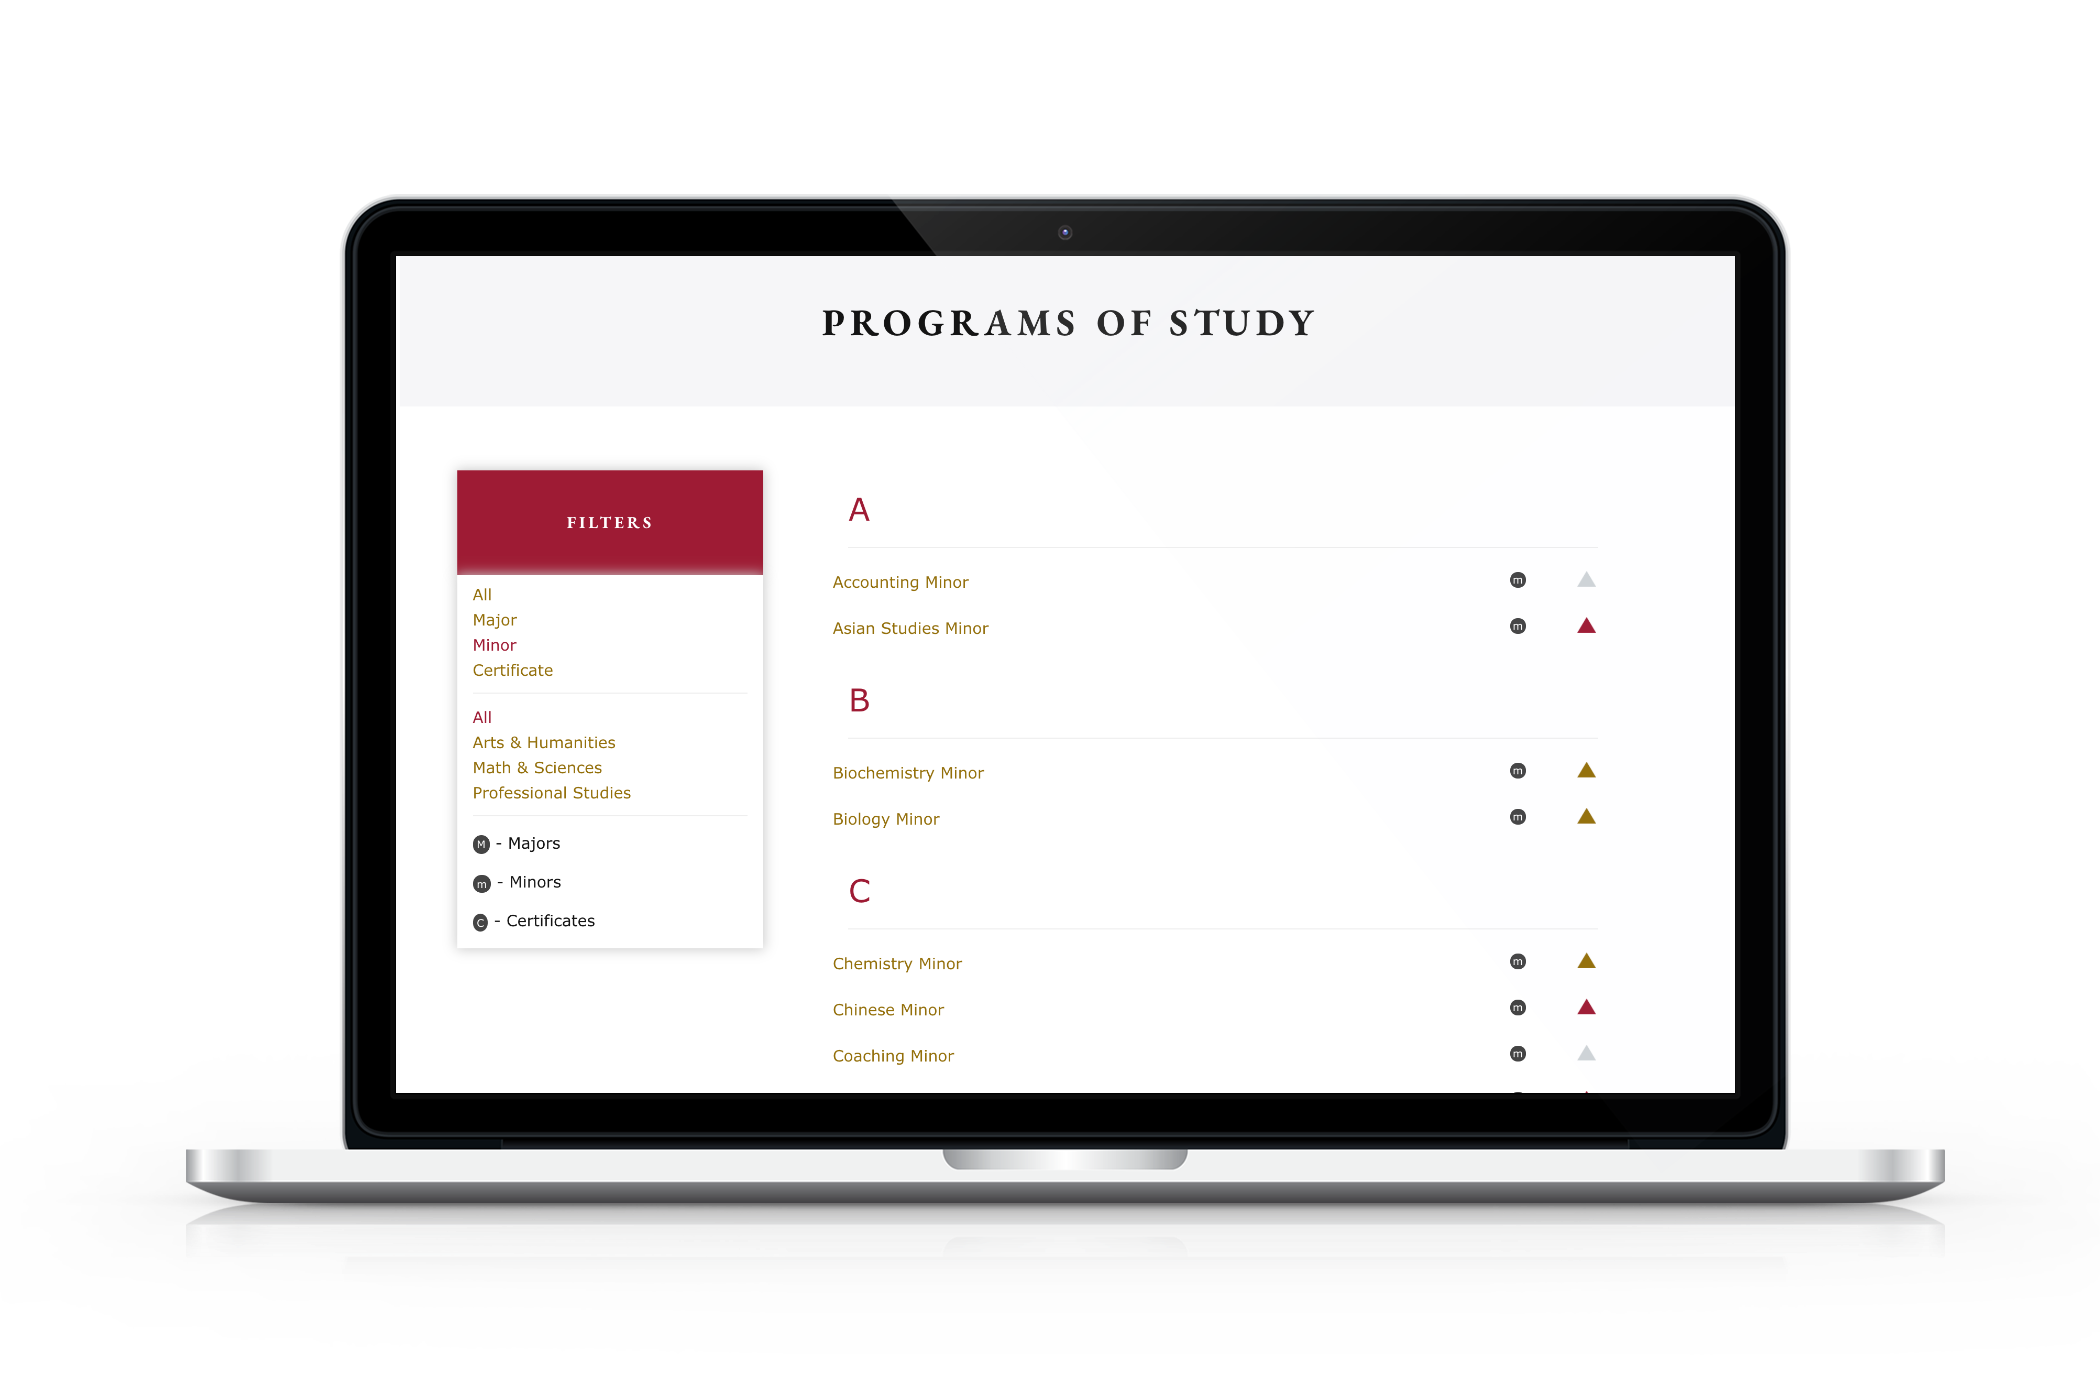 PROGRAMS OF STUDY
FILTERS
All
Major
Minor
Certificate
All
Arts & Humanities
Math & Sciences
Professional Studies
M - Majors
m - Minors
C - Certificates
A
Accounting Minor m
Asian Studies Minor m
B
Biochemistry Minor m
Biology Minor m
C
Chemistry Minor m
Chinese Minor m
Coaching Minor m